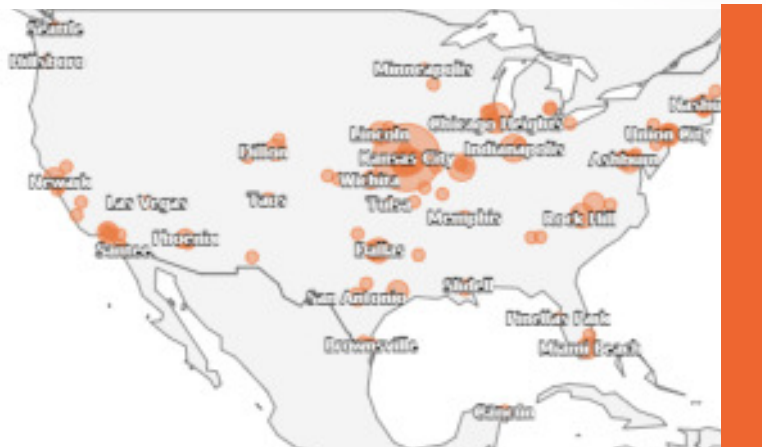 Seattle
Hillsboro
Minneapolis
Nashu
Lincoln
Chicago Heights
Union City
Dillon
Kansas City
Indianapolis
Ashburn
Newark
Wichita
Las Vegas
Taos
Tulsa
Memphis
Rock Hill
Santee
Phoenix
Dallas
San Antonio
Slidell
Pinellas Park
Brownsville
Miami Beach
Cancún